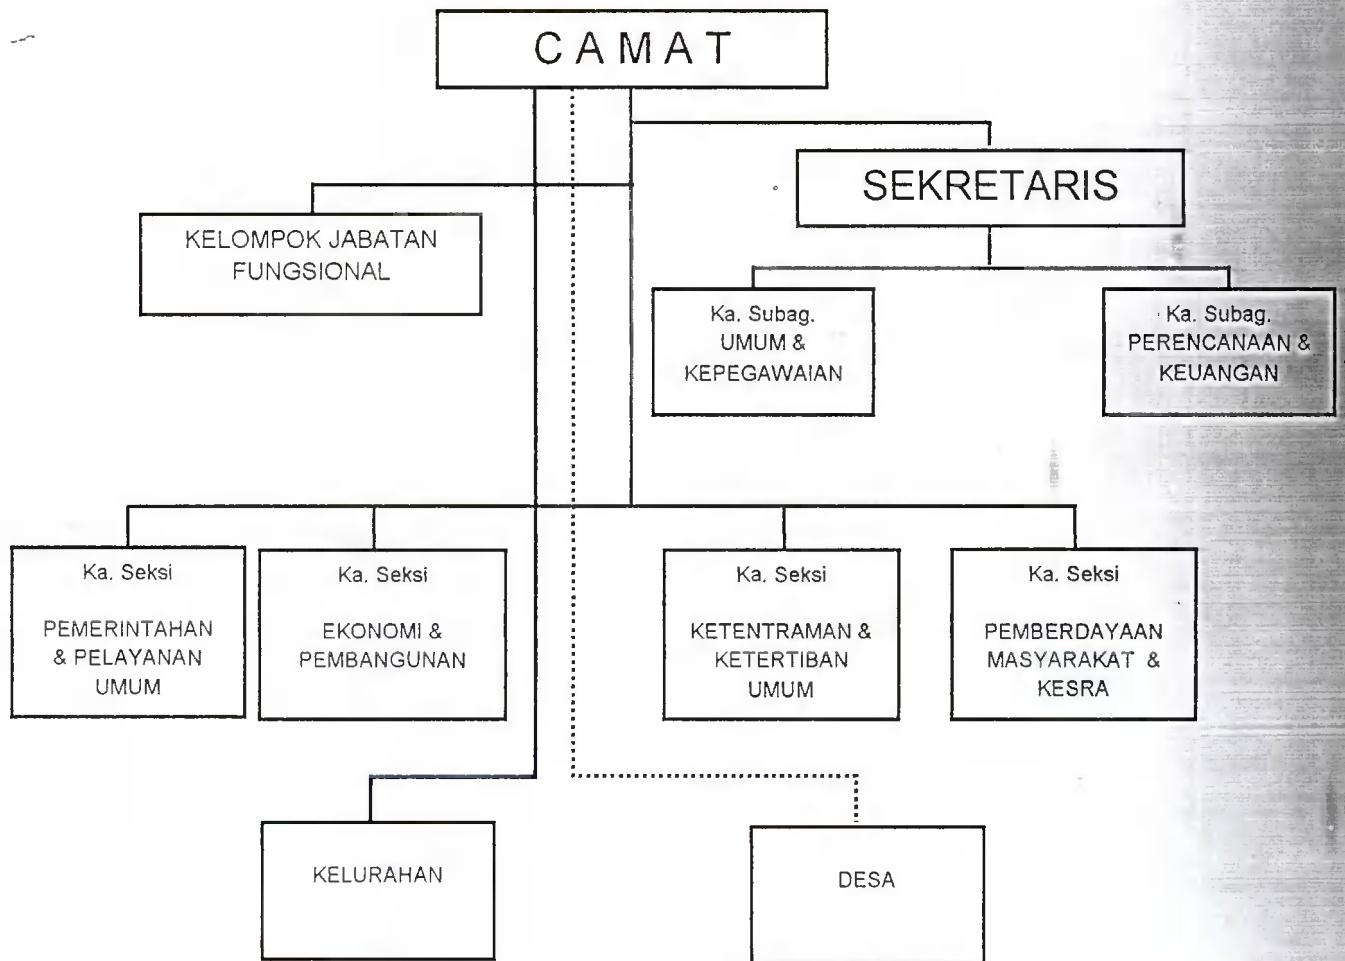 C A M A T
SEKRETARIS
KELOMPOK JABATAN
FUNGSIONAL
Ka. Subag.
UMUM &
KEPEGAWAIAN
Ka. Subag.
PERENCANAAN &
KEUANGAN
Ka. Seksi
PEMERINTAHAN
& PELAYANAN
UMUM
Ka. Seksi
EKONOMI &
PEMBANGUNAN
Ka. Seksi
KETENTRAMAN &
KETERTIBAN
UMUM
Ka. Seksi
PEMBERDAYAAN
MASYARAKAT &
KESRA
KELURAHAN
DESA